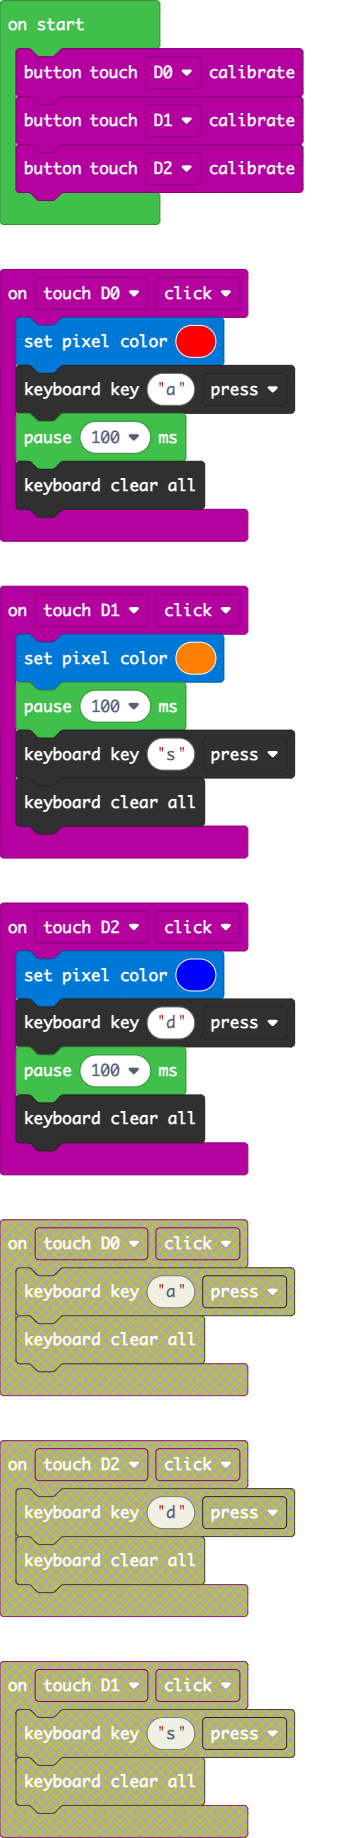 on start
button touch D0 calibrate
button touch D1 calibrate
button touch D2 calibrate
on touch D0 click
set pixel color
keyboard key "a" press
pause 100 ms
keyboard clear all
on touch D1 click
set pixel color
pause 100 ms
keyboard key "s" press
keyboard clear all
on touch D2 click
set pixel color
keyboard key "d" press
pause 100 ms
keyboard clear all
on touch D0 click
keyboard key "a" press
keyboard clear all
on touch D2 click
keyboard key "d" press
keyboard clear all
on touch D1 click
keyboard key "s" press
keyboard clear all